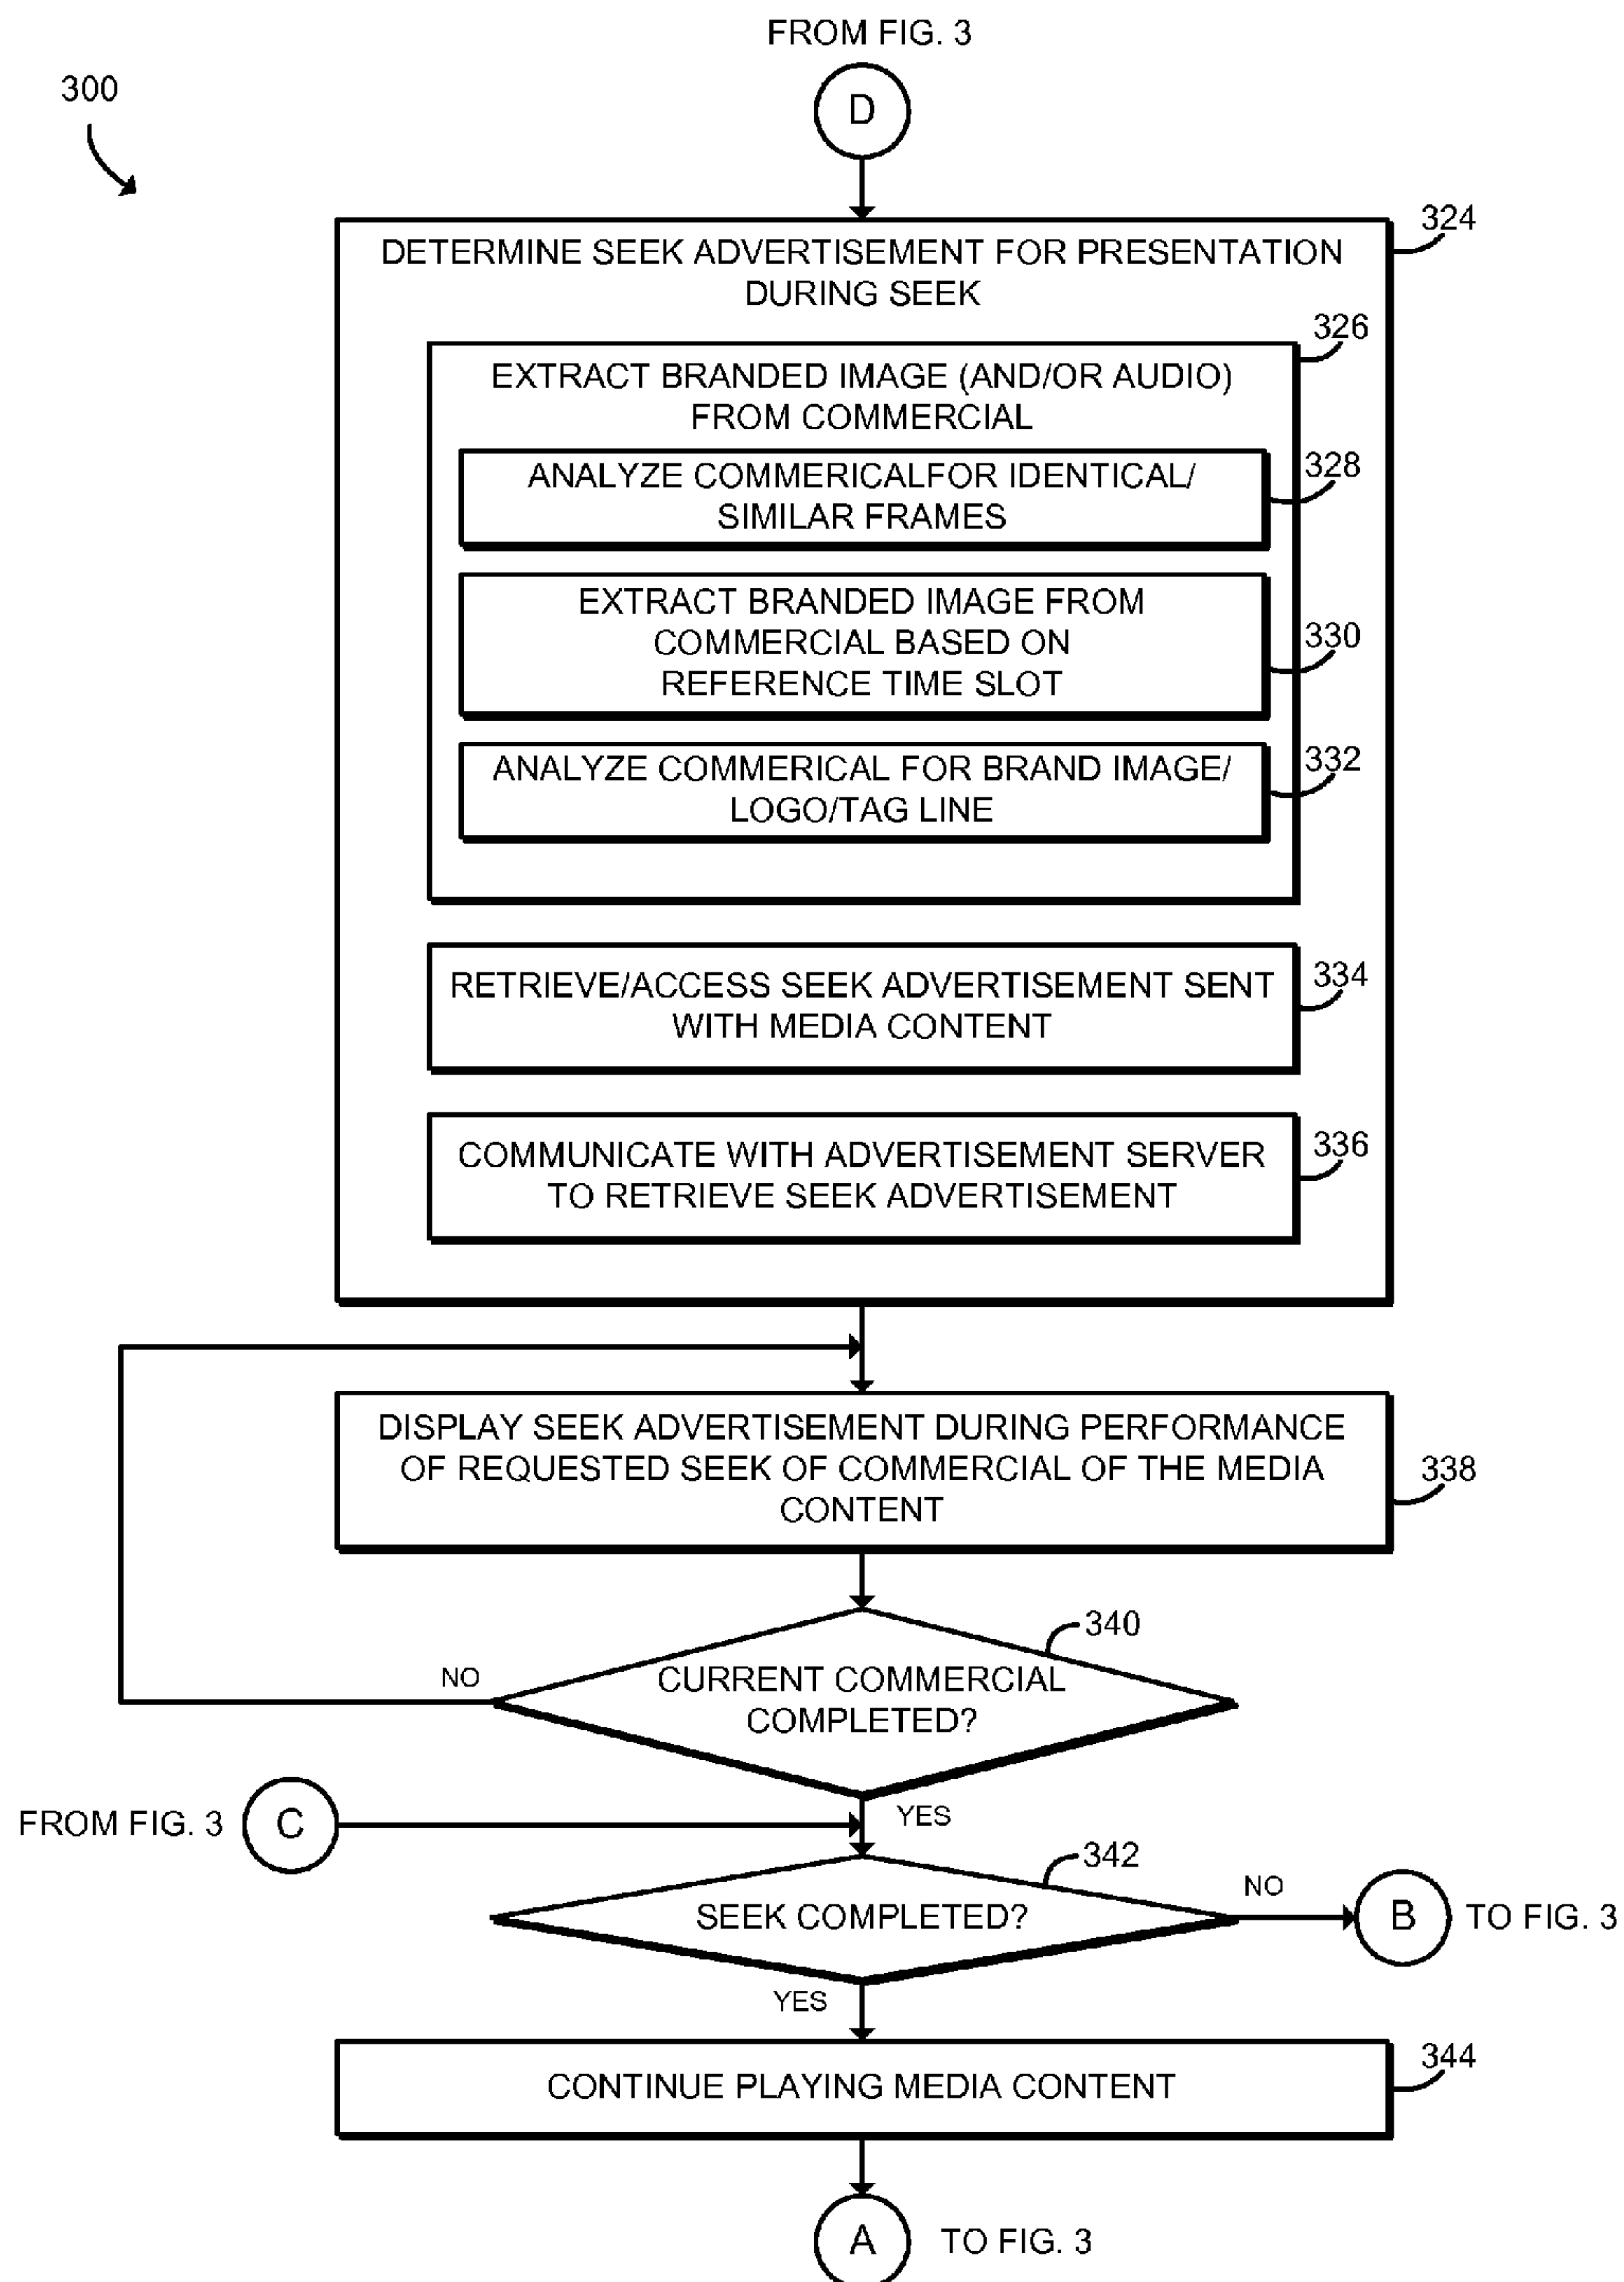 FROM FIG. 3
300
D
324
DETERMINE SEEK ADVERTISEMENT FOR PRESENTATION
DURING SEEK
326
EXTRACT BRANDED IMAGE (AND/OR AUDIO)
FROM COMMERCIAL
328
ANALYZE COMMERICALFOR IDENTICAL/
SIMILAR FRAMES
EXTRACT BRANDED IMAGE FROM
COMMERCIAL BASED ON
REFERENCE TIME SLOT
330
ANALYZE COMMERICAL FOR BRAND IMAGE/
LOGO/TAG LINE
332
RETRIEVE/ACCESS SEEK ADVERTISEMENT SENT
WITH MEDIA CONTENT
334
COMMUNICATE WITH ADVERTISEMENT SERVER
TO RETRIEVE SEEK ADVERTISEMENT
336
DISPLAY SEEK ADVERTISEMENT DURING PERFORMANCE
OF REQUESTED SEEK OF COMMERCIAL OF THE MEDIA
CONTENT
338
340
NO
CURRENT COMMERCIAL
COMPLETED?
YES
FROM FIG. 3
C
342
SEEK COMPLETED?
NO
B
TO FIG. 3
YES
CONTINUE PLAYING MEDIA CONTENT
344
A
TO FIG. 3